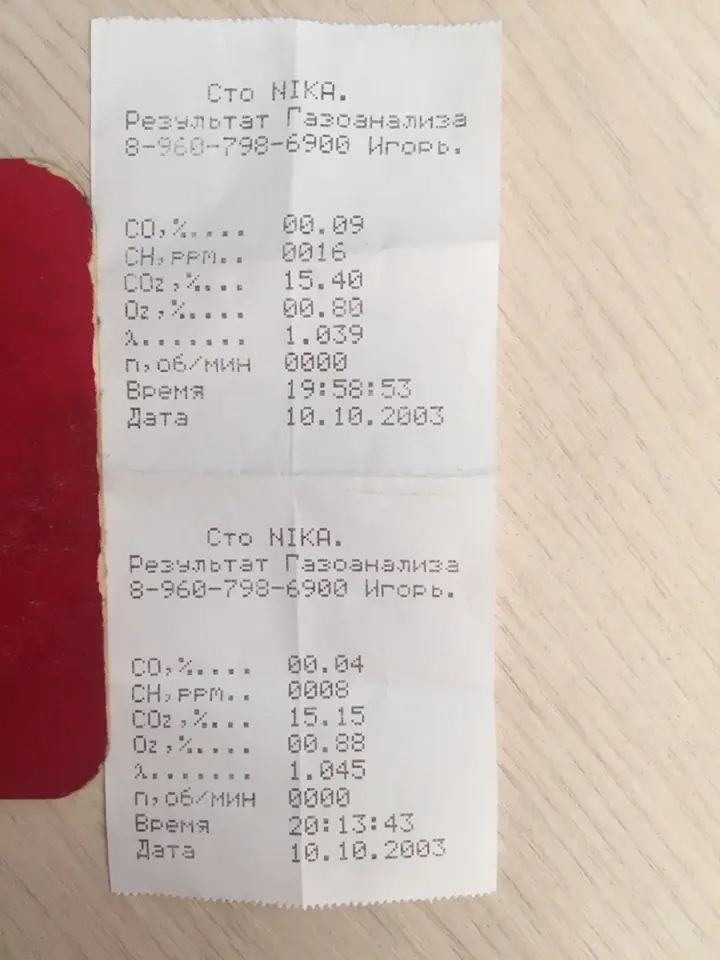 Сто NIKA.
Результат Газоанализа
8-960-798-6900 Игорь.
CO,%.... 00.09
CH,ppm.. 0016
CO2,%... 15.40
O2,%.... 00.80
λ....... 1.039
n,об/мин 0000
Время 19:58:53
Дата 10.10.2003
Сто NIKA.
Результат Газоанализа
8-960-798-6900 Игорь.
CO,%.... 00.04
CH,ppm.. 0008
CO2,%... 15.15
O2,%.... 00.88
λ....... 1.045
n,об/мин 0000
Время 20:13:43
Дата 10.10.2003